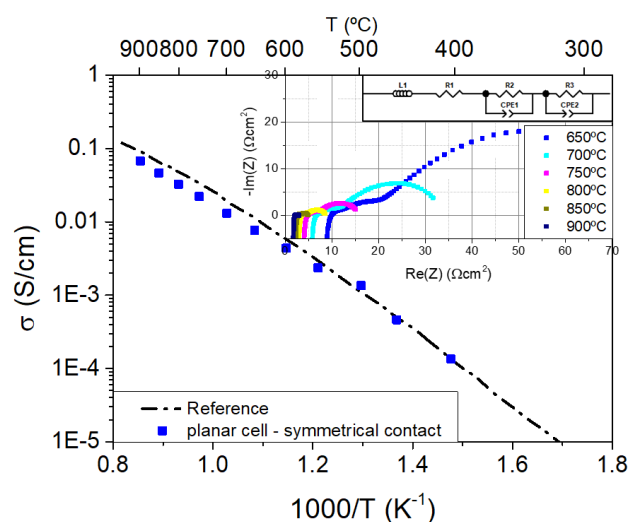 T (ºC)
900 800 700 600 500 400 300
1
0.1
0.01
1E-3
1E-4
1E-5
σ (S/cm)
0.8 1.0 1.2 1.4 1.6 1.8
1000/T (K⁻¹)
Reference
planar cell - symmetrical contact
30
20
10
0
-Im(Z) (Ωcm²)
0 10 20 30 40 50 60 70
Re(Z) (Ωcm²)
L1 R1 R2 R3
CPE1 CPE2
650ºC
700ºC
750ºC
800ºC
850ºC
900ºC